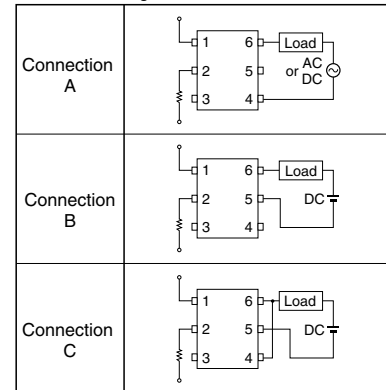 Connection
A
1 6 Load
2 5 or AC
DC
3 4
Connection
B
1 6 Load
2 5 DC
3 4
Connection
C
1 6 Load
2 5 DC
3 4